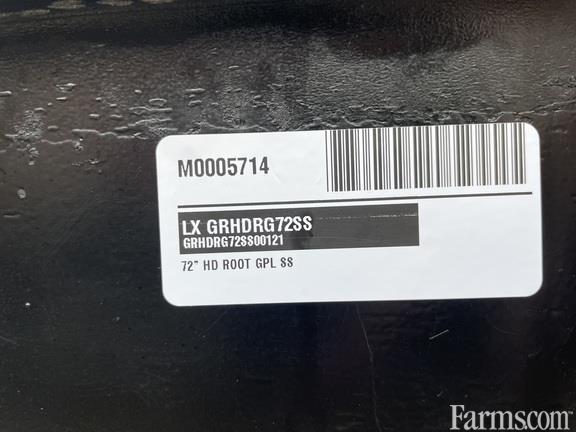 M0005714
LX GRHDRG72SS
GRHDRG72SS00121
72" HD ROOT GPL SS
Farms.com